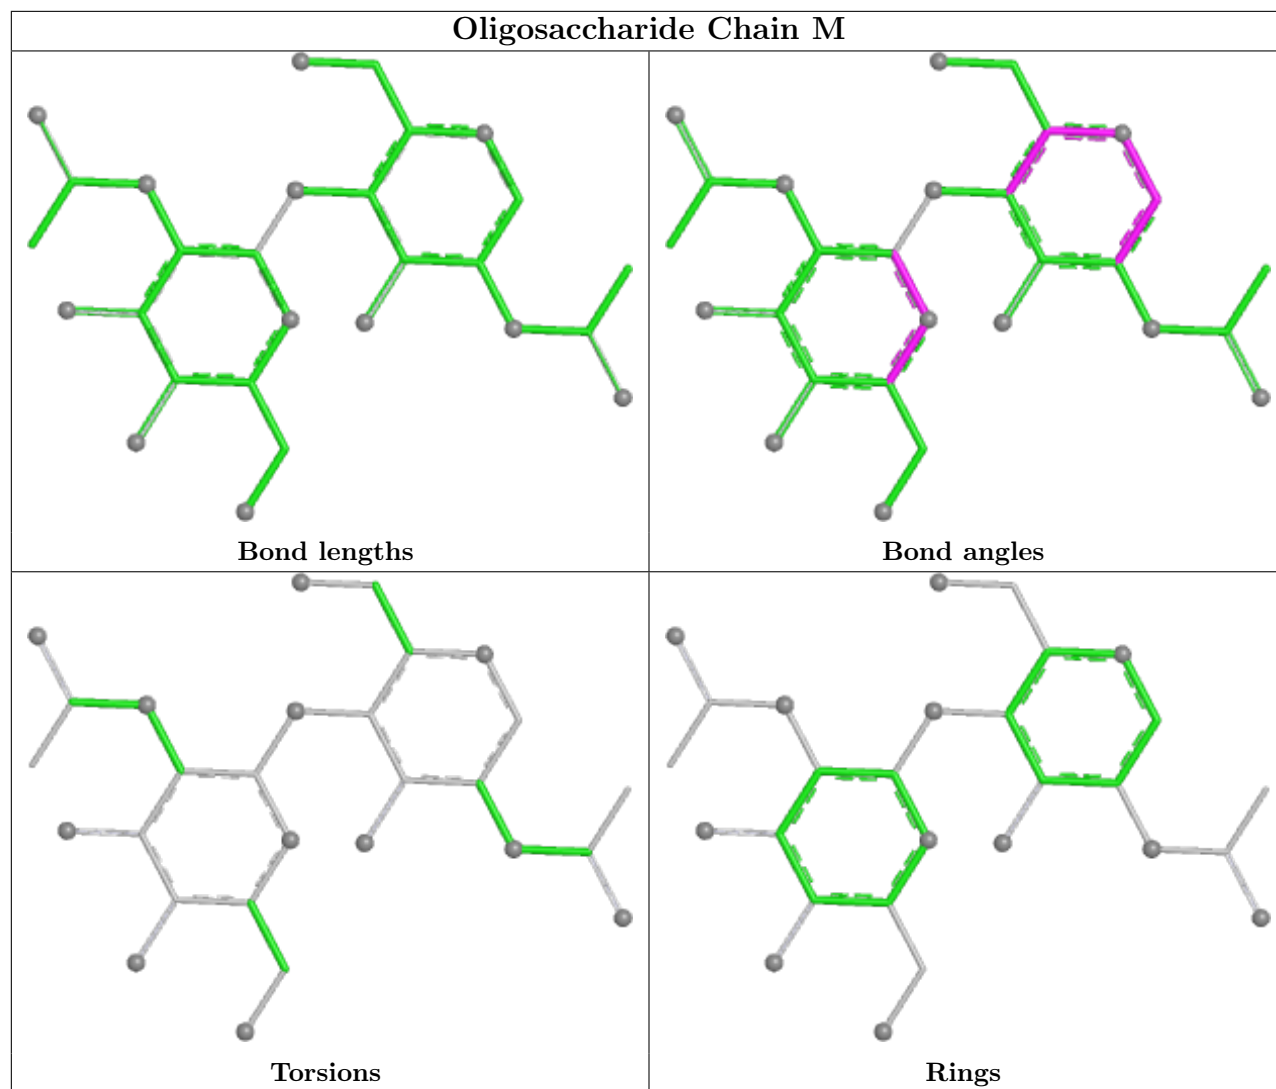 Oligosaccharide Chain M
Bond lengths
Bond angles
Torsions
Rings